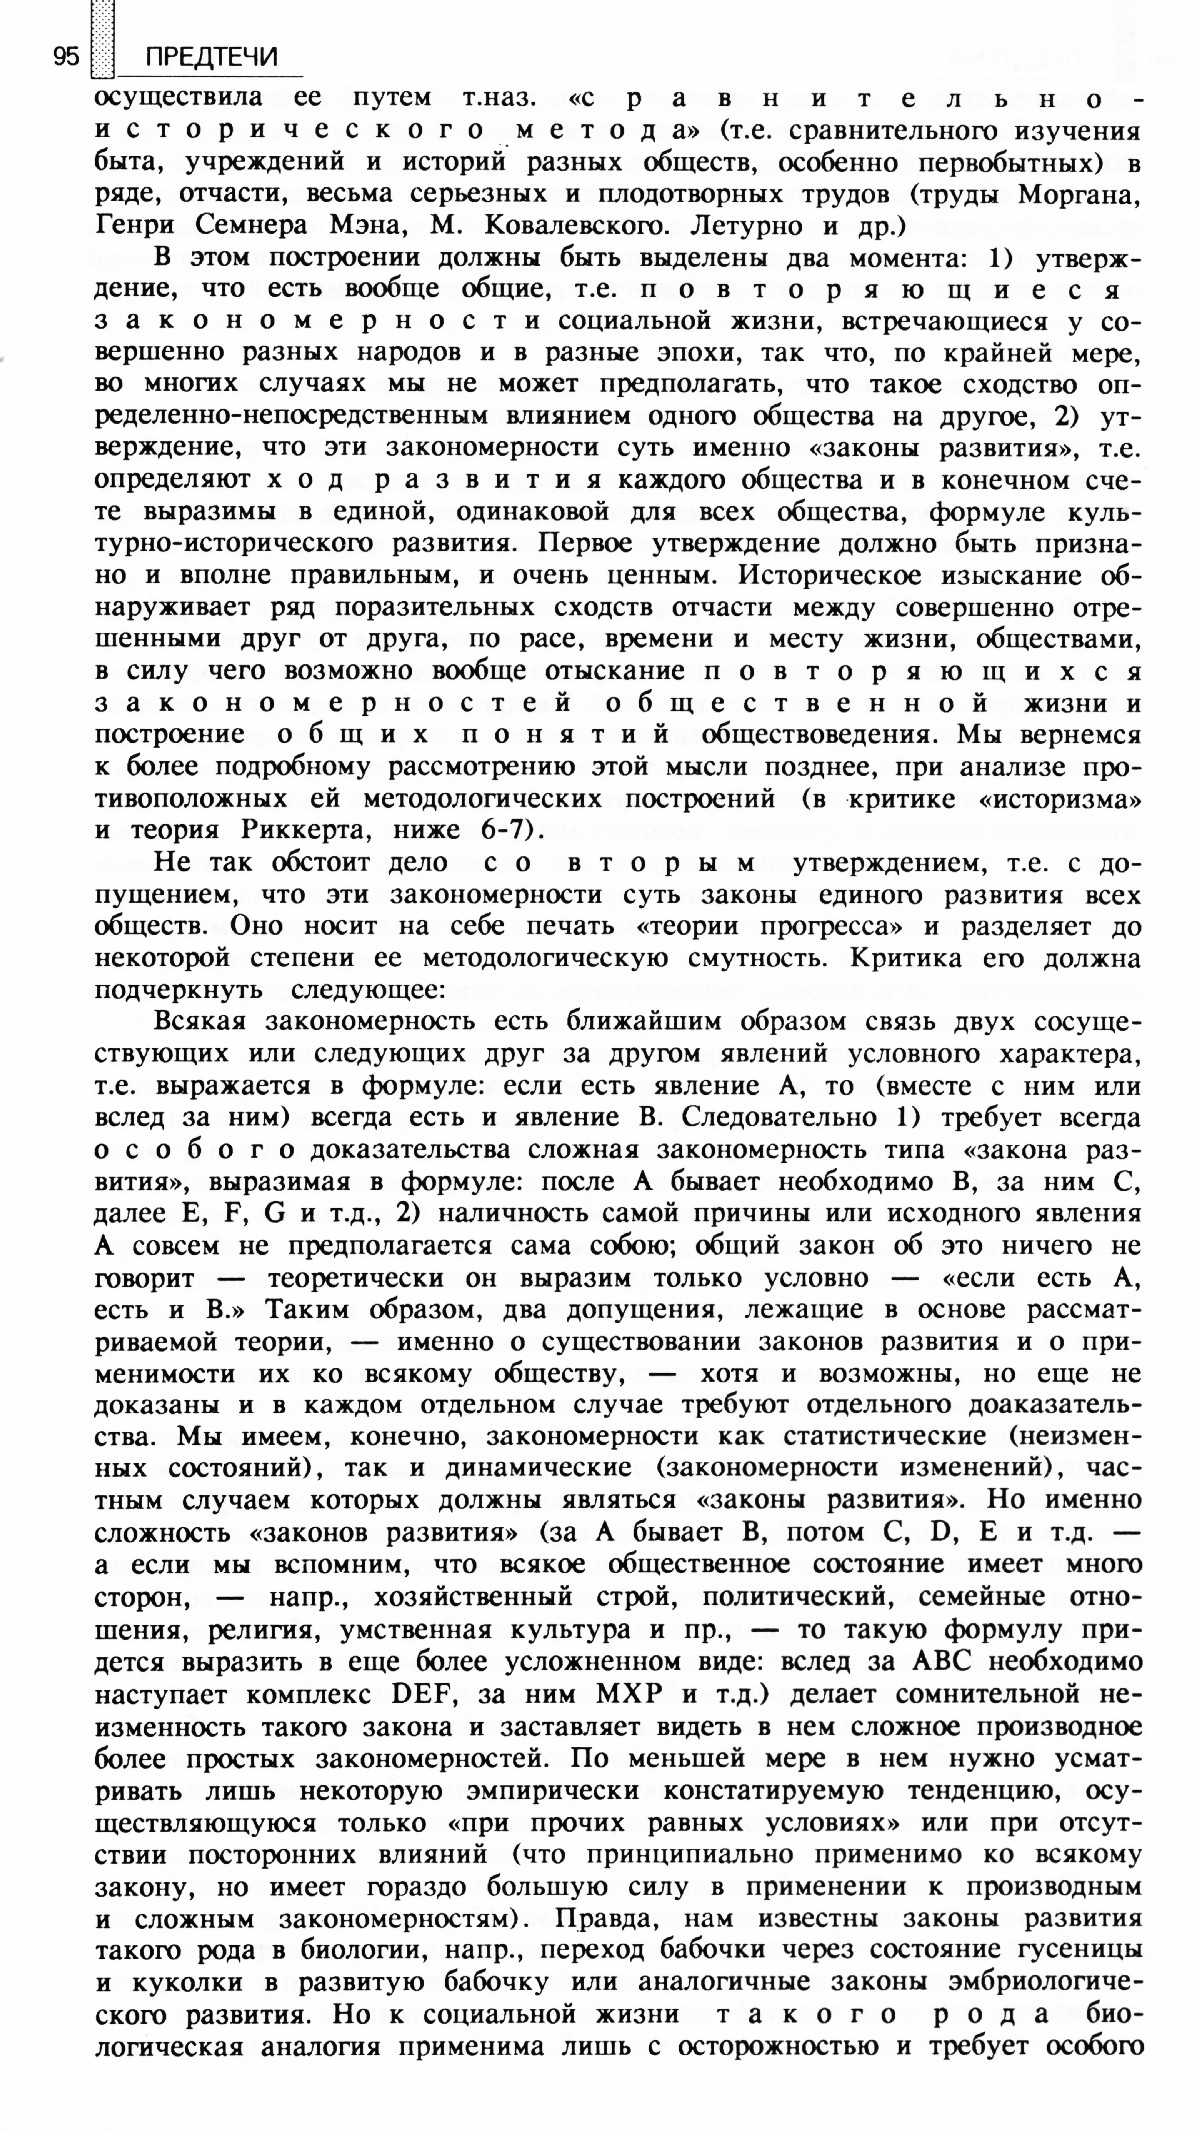 95 ПРЕДТЕЧИ
осуществила ее путем т.наз. «с р а в н и т е л ь н о -
и с т о р и ч е с к о г о м е т о д а» (т.е. сравнительного изучения
быта, учреждений и историй разных обществ, особенно первобытных) в
ряде, отчасти, весьма серьезных и плодотворных трудов (труды Моргана,
Генри Семнера Мэна, М. Ковалевского. Летурно и др.)
В этом построении должны быть выделены два момента: 1) утверж-
дение, что есть вообще общие, т.е. п о в т о р я ю щ и е с я
з а к о н о м е р н о с т и социальной жизни, встречающиеся у со-
вершенно разных народов и в разные эпохи, так что, по крайней мере,
во многих случаях мы не может предполагать, что такое сходство оп-
ределенно-непосредственным влиянием одного общества на другое, 2) ут-
верждение, что эти закономерности суть именно «законы развития», т.е.
определяют х о д р а з в и т и я каждого общества и в конечном сче-
те выразимы в единой, одинаковой для всех общества, формуле куль-
турно-исторического развития. Первое утверждение должно быть призна-
но и вполне правильным, и очень ценным. Историческое изыскание об-
наруживает ряд поразительных сходств отчасти между совершенно отре-
шенными друг от друга, по расе, времени и месту жизни, обществами,
в силу чего возможно вообще отыскание п о в т о р я ю щ и х с я
з а к о н о м е р н о с т е й о б щ е с т в е н н о й жизни и
построение о б щ и х п о н я т и й обществоведения. Мы вернемся
к более подробному рассмотрению этой мысли позднее, при анализе про-
тивоположных ей методологических построений (в критике «историзма»
и теория Риккерта, ниже 6-7).
Не так обстоит дело с о в т о р ы м утверждением, т.е. с до-
пущением, что эти закономерности суть законы единого развития всех
обществ. Оно носит на себе печать «теории прогресса» и разделяет до
некоторой степени ее методологическую смутность. Критика его должна
подчеркнуть следующее:
Всякая закономерность есть ближайшим образом связь двух сосуще-
ствующих или следующих друг за другом явлений условного характера,
т.е. выражается в формуле: если есть явление А, то (вместе с ним или
вслед за ним) всегда есть и явление В. Следовательно 1) требует всегда
о с о б о г о доказательства сложная закономерность типа «закона раз-
вития», выразимая в формуле: после А бывает необходимо В, за ним С,
далее E, F, G и т.д., 2) наличность самой причины или исходного явления
А совсем не предполагается сама собою; общий закон об это ничего не
говорит — теоретически он выразим только условно — «если есть А,
есть и В.» Таким образом, два допущения, лежащие в основе рассмат-
риваемой теории, — именно о существовании законов развития и о при-
менимости их ко всякому обществу, — хотя и возможны, но еще не
доказаны и в каждом отдельном случае требуют отдельного доаказатель-
ства. Мы имеем, конечно, закономерности как статистические (неизмен-
ных состояний), так и динамические (закономерности изменений), час-
тным случаем которых должны являться «законы развития». Но именно
сложность «законов развития» (за А бывает В, потом C, D, E и т.д. —
а если мы вспомним, что всякое общественное состояние имеет много
сторон, — напр., хозяйственный строй, политический, семейные отно-
шения, религия, умственная культура и пр., — то такую формулу при-
дется выразить в еще более усложненном виде: вслед за ABC необходимо
наступает комплекс DEF, за ним MXP и т.д.) делает сомнительной не-
изменность такого закона и заставляет видеть в нем сложное производное
более простых закономерностей. По меньшей мере в нем нужно усмат-
ривать лишь некоторую эмпирически констатируемую тенденцию, осу-
ществляющуюся только «при прочих равных условиях» или при отсут-
ствии посторонних влияний (что принципиально применимо ко всякому
закону, но имеет гораздо большую силу в применении к производным
и сложным закономерностям). Правда, нам известны законы развития
такого рода в биологии, напр., переход бабочки через состояние гусеницы
и куколки в развитую бабочку или аналогичные законы эмбриологиче-
ского развития. Но к социальной жизни т а к о г о р о д а био-
логическая аналогия применима лишь с осторожностью и требует особого